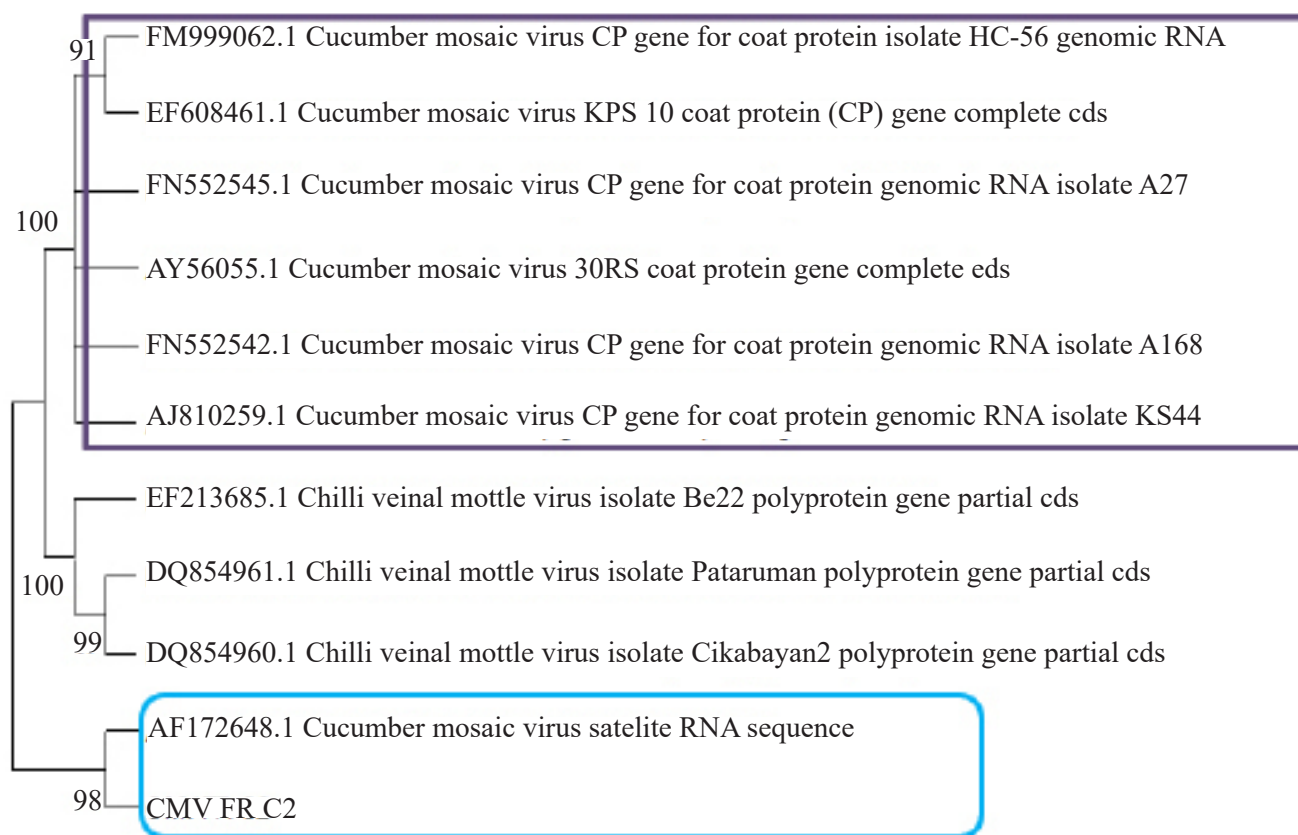 91
FM999062.1 Cucumber mosaic virus CP gene for coat protein isolate HC-56 genomic RNA
EF608461.1 Cucumber mosaic virus KPS 10 coat protein (CP) gene complete cds
FN552545.1 Cucumber mosaic virus CP gene for coat protein genomic RNA isolate A27
100
AY56055.1 Cucumber mosaic virus 30RS coat protein gene complete eds
FN552542.1 Cucumber mosaic virus CP gene for coat protein genomic RNA isolate A168
AJ810259.1 Cucumber mosaic virus CP gene for coat protein genomic RNA isolate KS44
EF213685.1 Chilli veinal mottle virus isolate Be22 polyprotein gene partial cds
100
DQ854961.1 Chilli veinal mottle virus isolate Pataruman polyprotein gene partial cds
99
DQ854960.1 Chilli veinal mottle virus isolate Cikabayan2 polyprotein gene partial cds
AF172648.1 Cucumber mosaic virus satelite RNA sequence
98
CMV FR C2